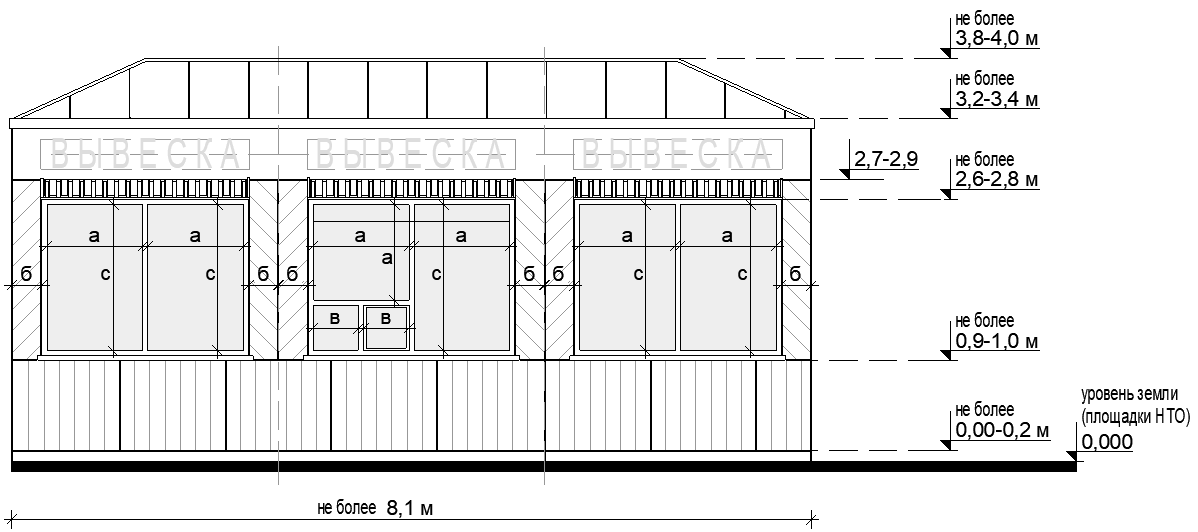 не более
3,8-4,0 м
не более
3,2-3,4 м
ВЫВЕСКА ВЫВЕСКА ВЫВЕСКА
2,7-2,9
не более
2,6-2,8 м
а а а а а а
а
б с с б б с б б с с б
в в
не более
0,9-1,0 м
не более
0,00-0,2 м
уровень земли
(площадки НТО)
0,000
не более 8,1 м